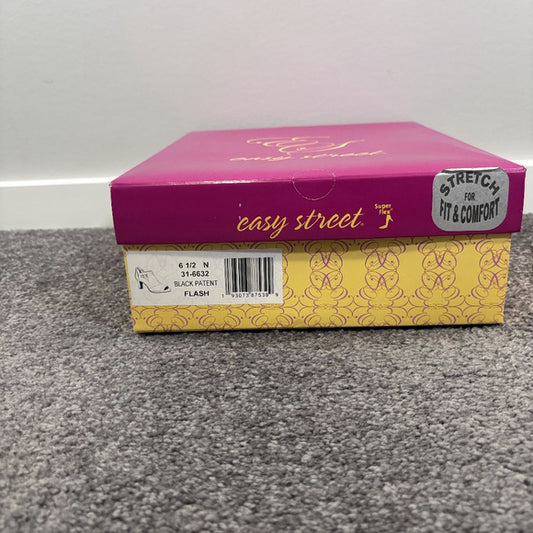 easy street
easy street
Super
Flex
STRETCH
FOR
FIT & COMFORT
6 1/2 N
31-6632
BLACK PATENT
FLASH